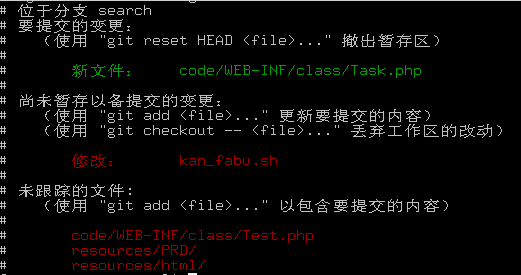 # 位于分支 search
# 要提交的变更：
#   （使用 "git reset HEAD <file>..." 撤出暂存区）
#
#       新文件：    code/WEB-INF/class/Task.php
#
# 尚未暂存以备提交的变更：
#   （使用 "git add <file>..." 更新要提交的内容）
#   （使用 "git checkout -- <file>..." 丢弃工作区的改动）
#
#       修改：      kan_fabu.sh
#
# 未跟踪的文件:
#   （使用 "git add <file>..." 以包含要提交的内容）
#
#       code/WEB-INF/class/Test.php
#       resources/PRD/
#       resources/html/